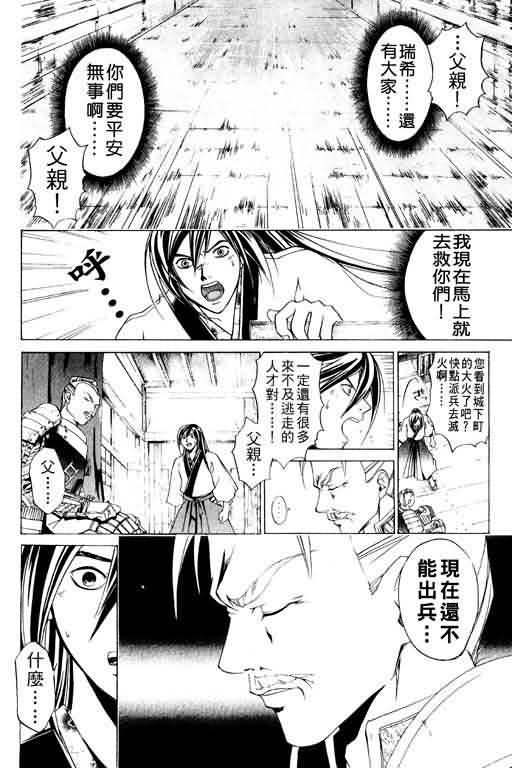 …父親！
瑞希……還
有大家……
你們要平安
無事啊……
父親！
我現在馬上就
去救你們！
呼…
您看到城下町
的大火了吧？
快點派兵去滅
火啊……
一定還有很多
來不及逃走的
人才對……！
父親……
…
父……
現在還不
能出兵…
什麼……